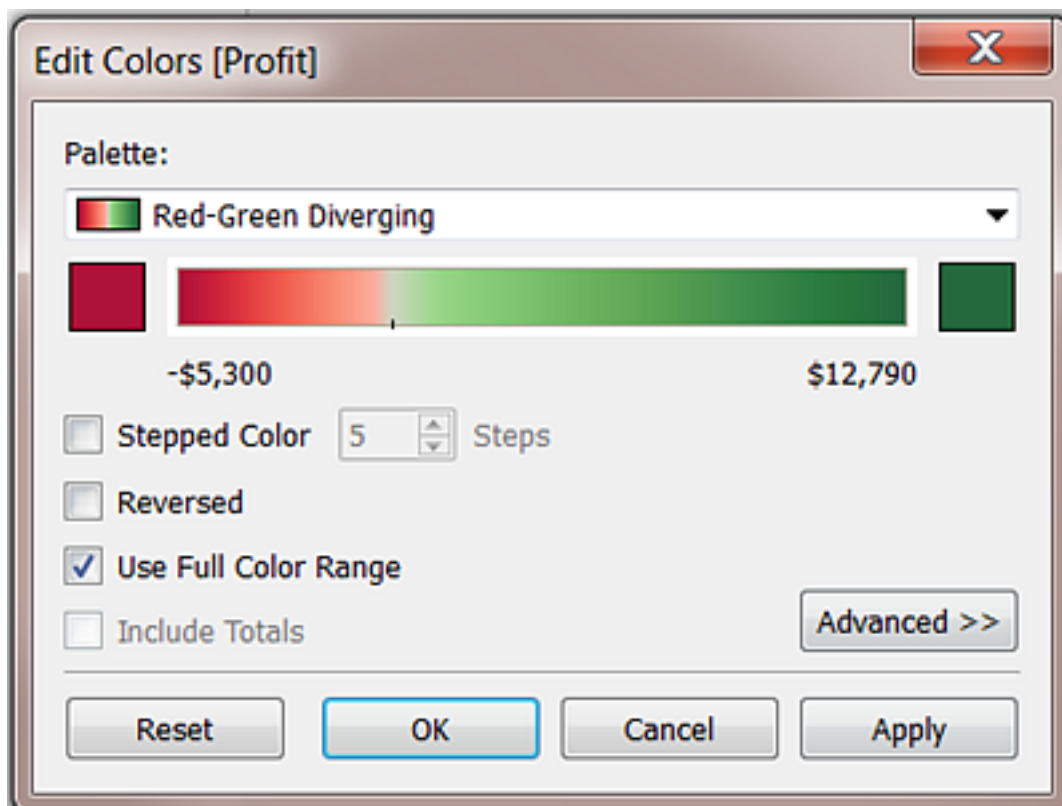 Edit Colors [Profit]
Palette:
Red-Green Diverging
-$5,300 $12,790
Stepped Color 5 Steps
Reversed
Use Full Color Range
Include Totals
Advanced >>
Reset OK Cancel Apply